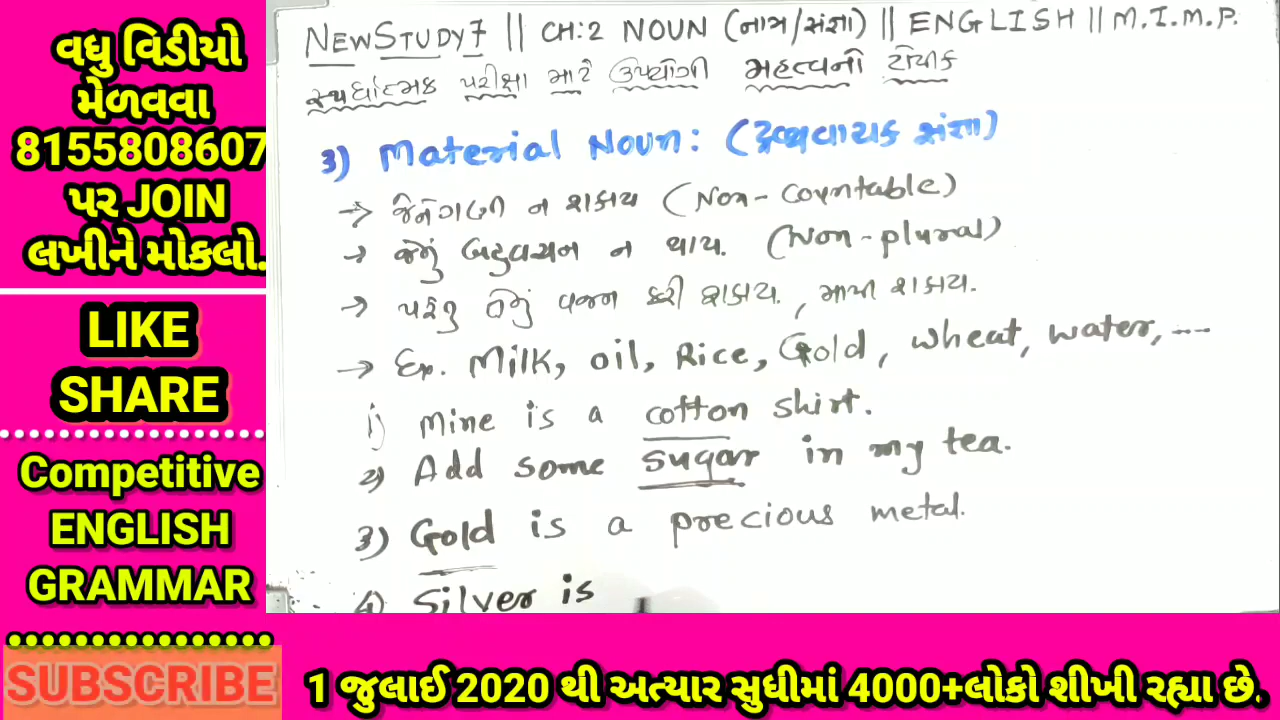 વધુ વિડીયો
મેળવવા
8155808607
પર JOIN
લખીને મોકલો.
LIKE
SHARE
Competitive
ENGLISH
GRAMMAR
SUBSCRIBE
NEWSTUDY7 || CH:2 NOUN (નામ/સંજ્ઞા) || ENGLISH || M.I.M.P.
સ્પર્ધાત્મક પરીક્ષા માટે ઉપયોગી મહત્વનો ટોપીક
3) Material Noun: (દ્રવ્યવાચક સંજ્ઞા)
→ જેને ગણી ન શકાય (Non-countable)
→ જેનું બહુવચન ન થાય. (Non-plural)
→ પરંતુ તેનું વજન કરી શકાય, માપી શકાય.
→ Ex. Milk, oil, Rice, Gold, wheat, water, ---
1) Mine is a cotton shirt.
2) Add some sugar in my tea.
3) Gold is a precious metal.
4) Silver is
1 જુલાઈ 2020 થી અત્યાર સુધીમાં 4000+લોકો શીખી રહ્યા છે.